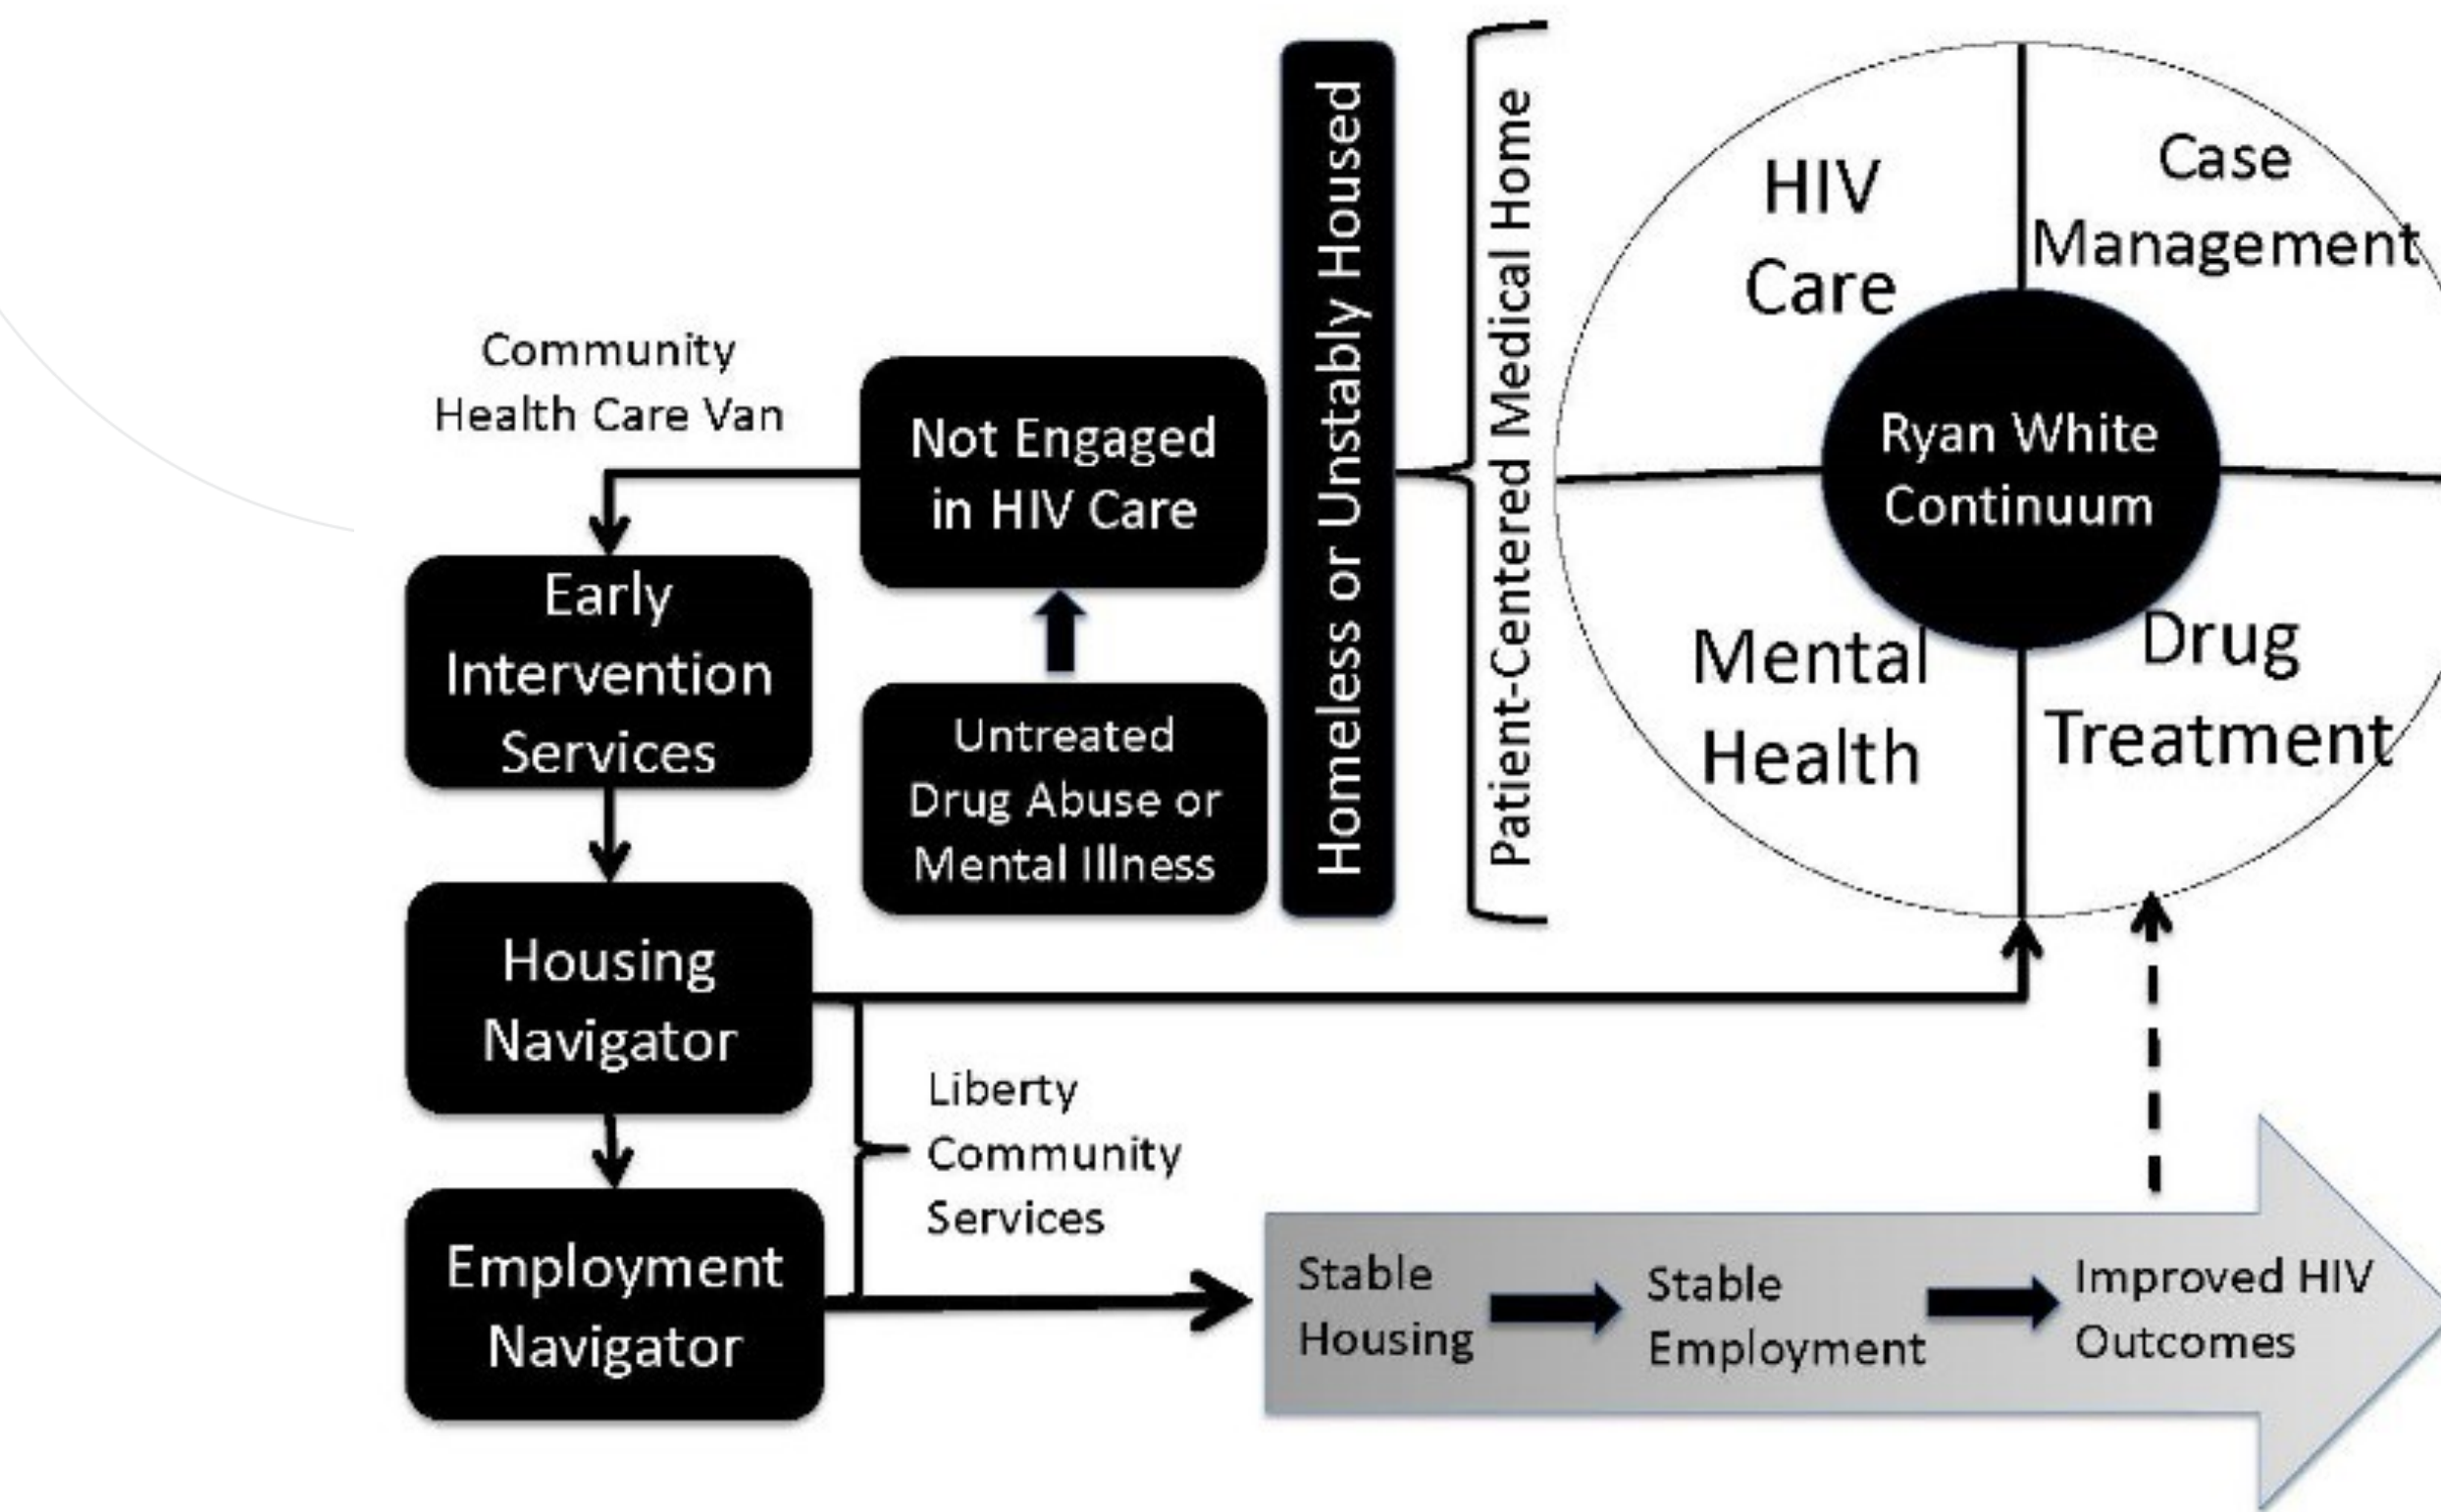 Community
Health Care Van
Not Engaged
in HIV Care
Early
Intervention
Services
Untreated
Drug Abuse or
Mental Illness
Homeless or Unstably Housed
Patient-Centered Medical Home
HIV
Care
Case
Management
Ryan White
Continuum
Mental
Health
Drug
Treatment
Housing
Navigator
Liberty
Community
Services
Employment
Navigator
Stable
Housing
Stable
Employment
Improved HIV
Outcomes